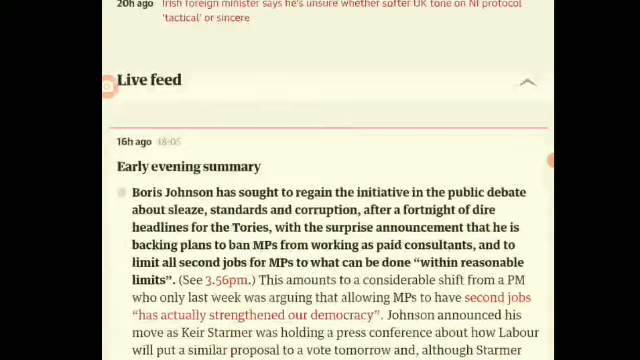 20h ago Irish foreign minister says he's unsure whether softer UK tone on NI protocol
'tactical' or sincere
Live feed
16h ago 18:05
Early evening summary
Boris Johnson has sought to regain the initiative in the public debate
about sleaze, standards and corruption, after a fortnight of dire
headlines for the Tories, with the surprise announcement that he is
backing plans to ban MPs from working as paid consultants, and to
limit all second jobs for MPs to what can be done “within reasonable
limits”. (See 3.56pm.) This amounts to a considerable shift from a PM
who only last week was arguing that allowing MPs to have second jobs
“has actually strengthened our democracy”. Johnson announced his
move as Keir Starmer was holding a press conference about how Labour
will put a similar proposal to a vote tomorrow and, although Starmer